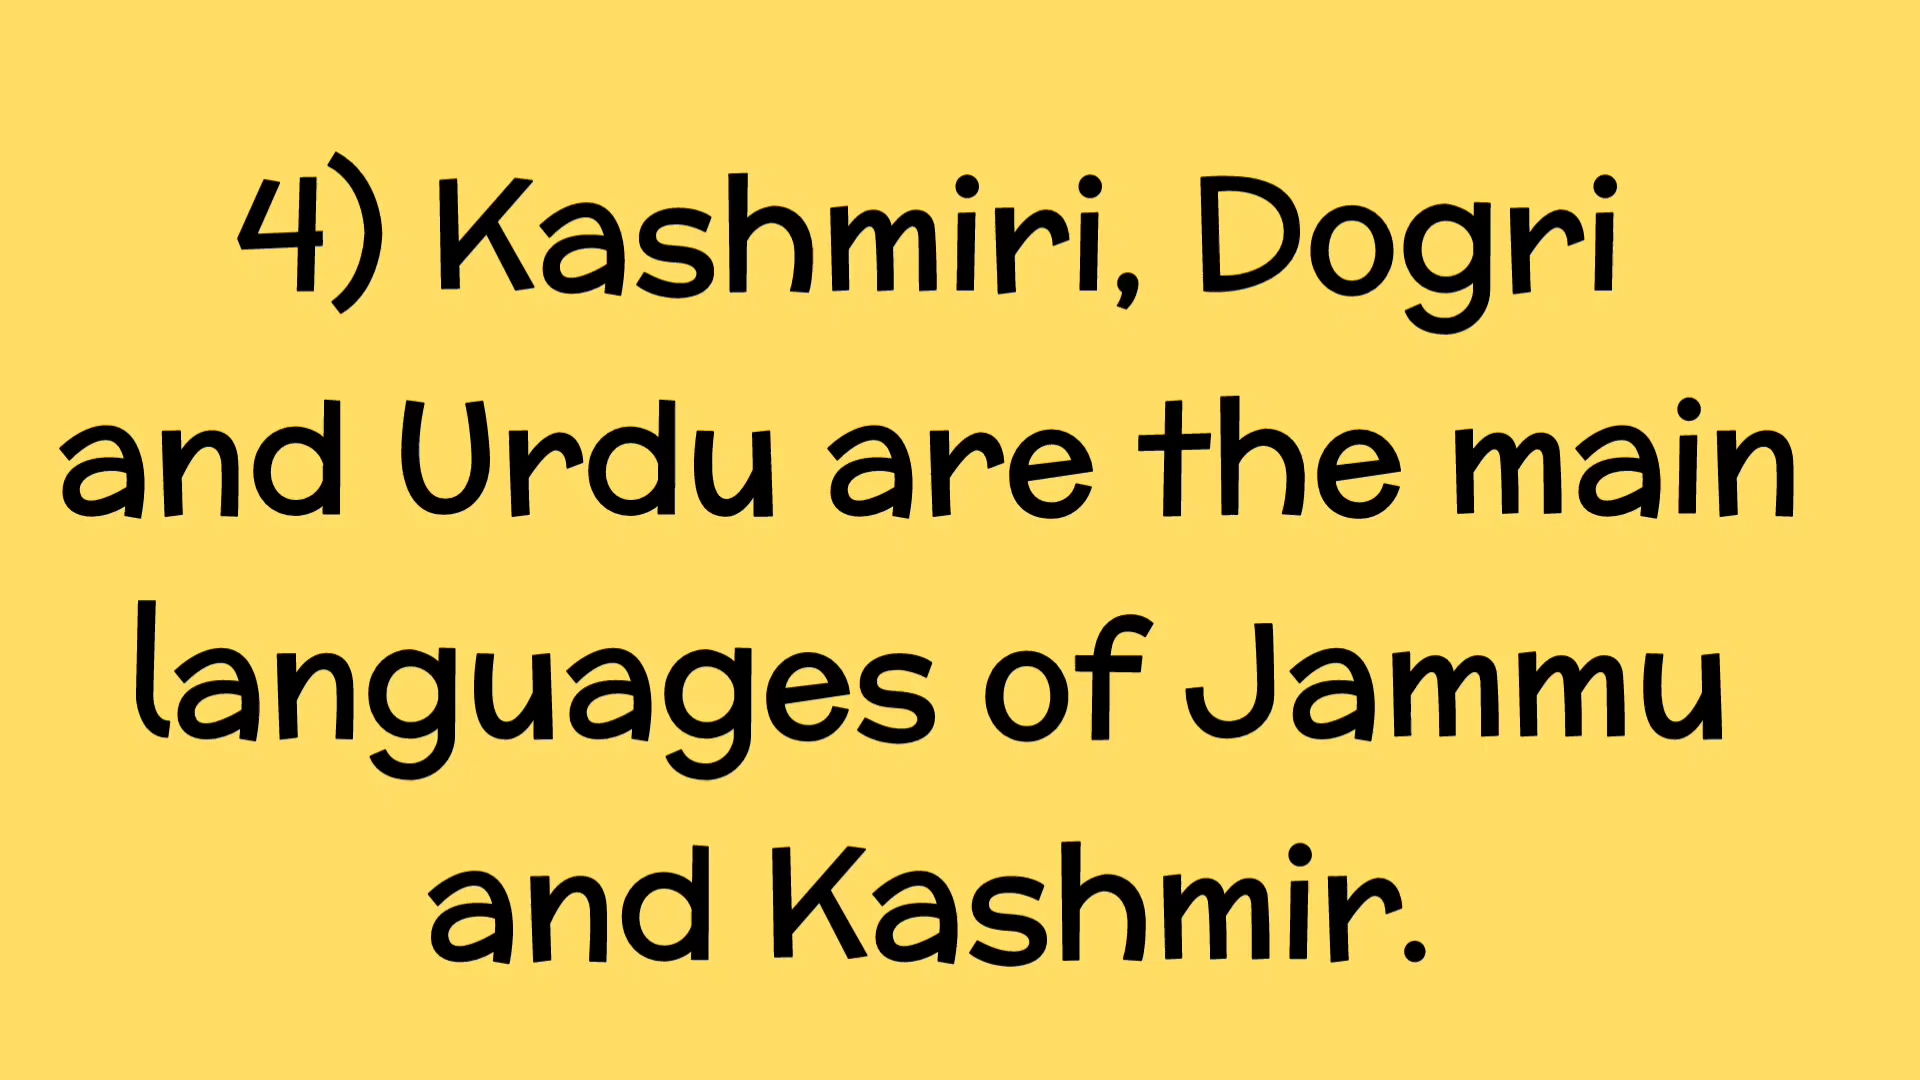 4) Kashmiri, Dogri
and Urdu are the main
languages of Jammu
and Kashmir.